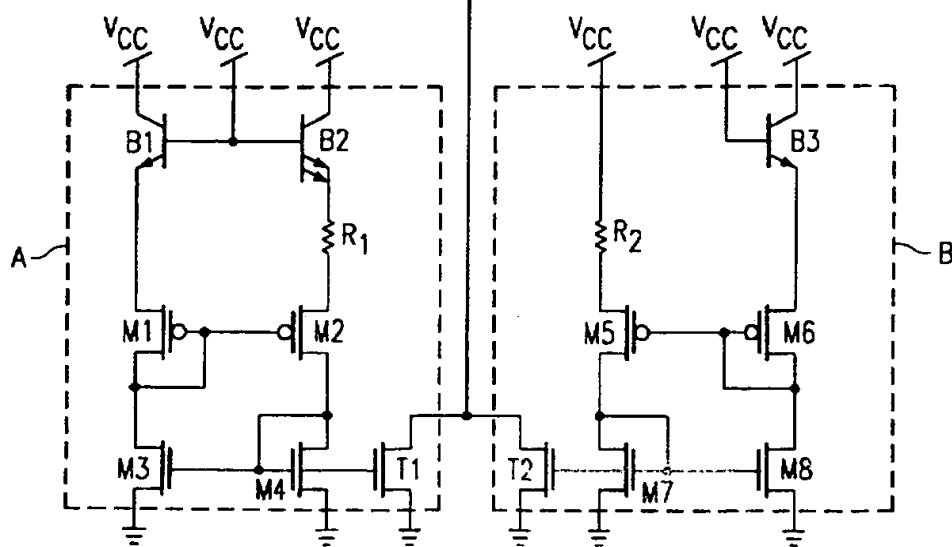 VCC VCC VCC VCC VCC VCC
B1 B2 B3
R1 R2
A B
M1 M2 M5 M6
M3 M4 T1 T2 M7 M8